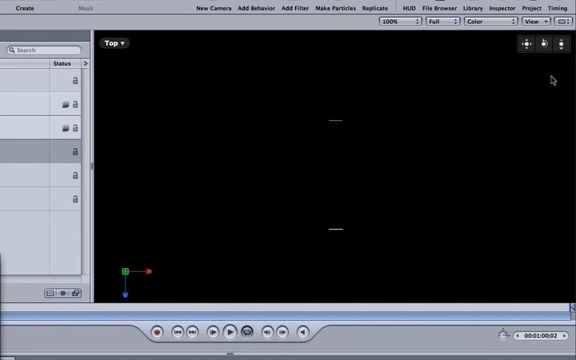 Create Mask New Camera Add Behavior Add Filter Make Particles Replicate HUD File Browser Library Inspector Project Timing
100% Full Color View
Search
Top
Status
00:01:00;02